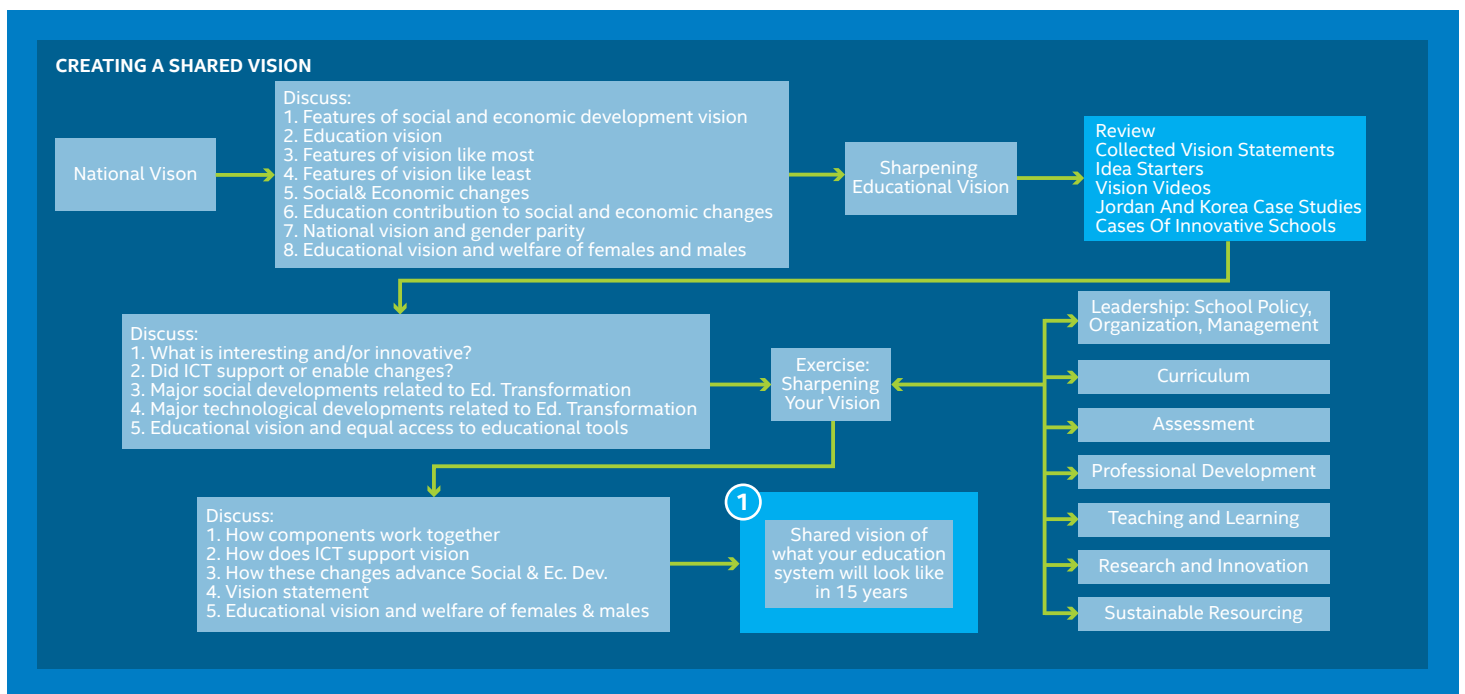 CREATING A SHARED VISION
National Vison
Discuss:
1. Features of social and economic development vision
2. Education vision
3. Features of vision like most
4. Features of vision like least
5. Social& Economic changes
6. Education contribution to social and economic changes
7. National vision and gender parity
8. Educational vision and welfare of females and males
Sharpening
Educational Vision
Review
Collected Vision Statements
Idea Starters
Vision Videos
Jordan And Korea Case Studies
Cases Of Innovative Schools
Discuss:
1. What is interesting and/or innovative?
2. Did ICT support or enable changes?
3. Major social developments related to Ed. Transformation
4. Major technological developments related to Ed. Transformation
5. Educational vision and equal access to educational tools
Exercise:
Sharpening
Your Vision
Leadership: School Policy,
Organization, Management
Curriculum
Assessment
Professional Development
Teaching and Learning
Research and Innovation
Sustainable Resourcing
Discuss:
1. How components work together
2. How does ICT support vision
3. How these changes advance Social & Ec. Dev.
4. Vision statement
5. Educational vision and welfare of females & males
1
Shared vision of
what your education
system will look like
in 15 years